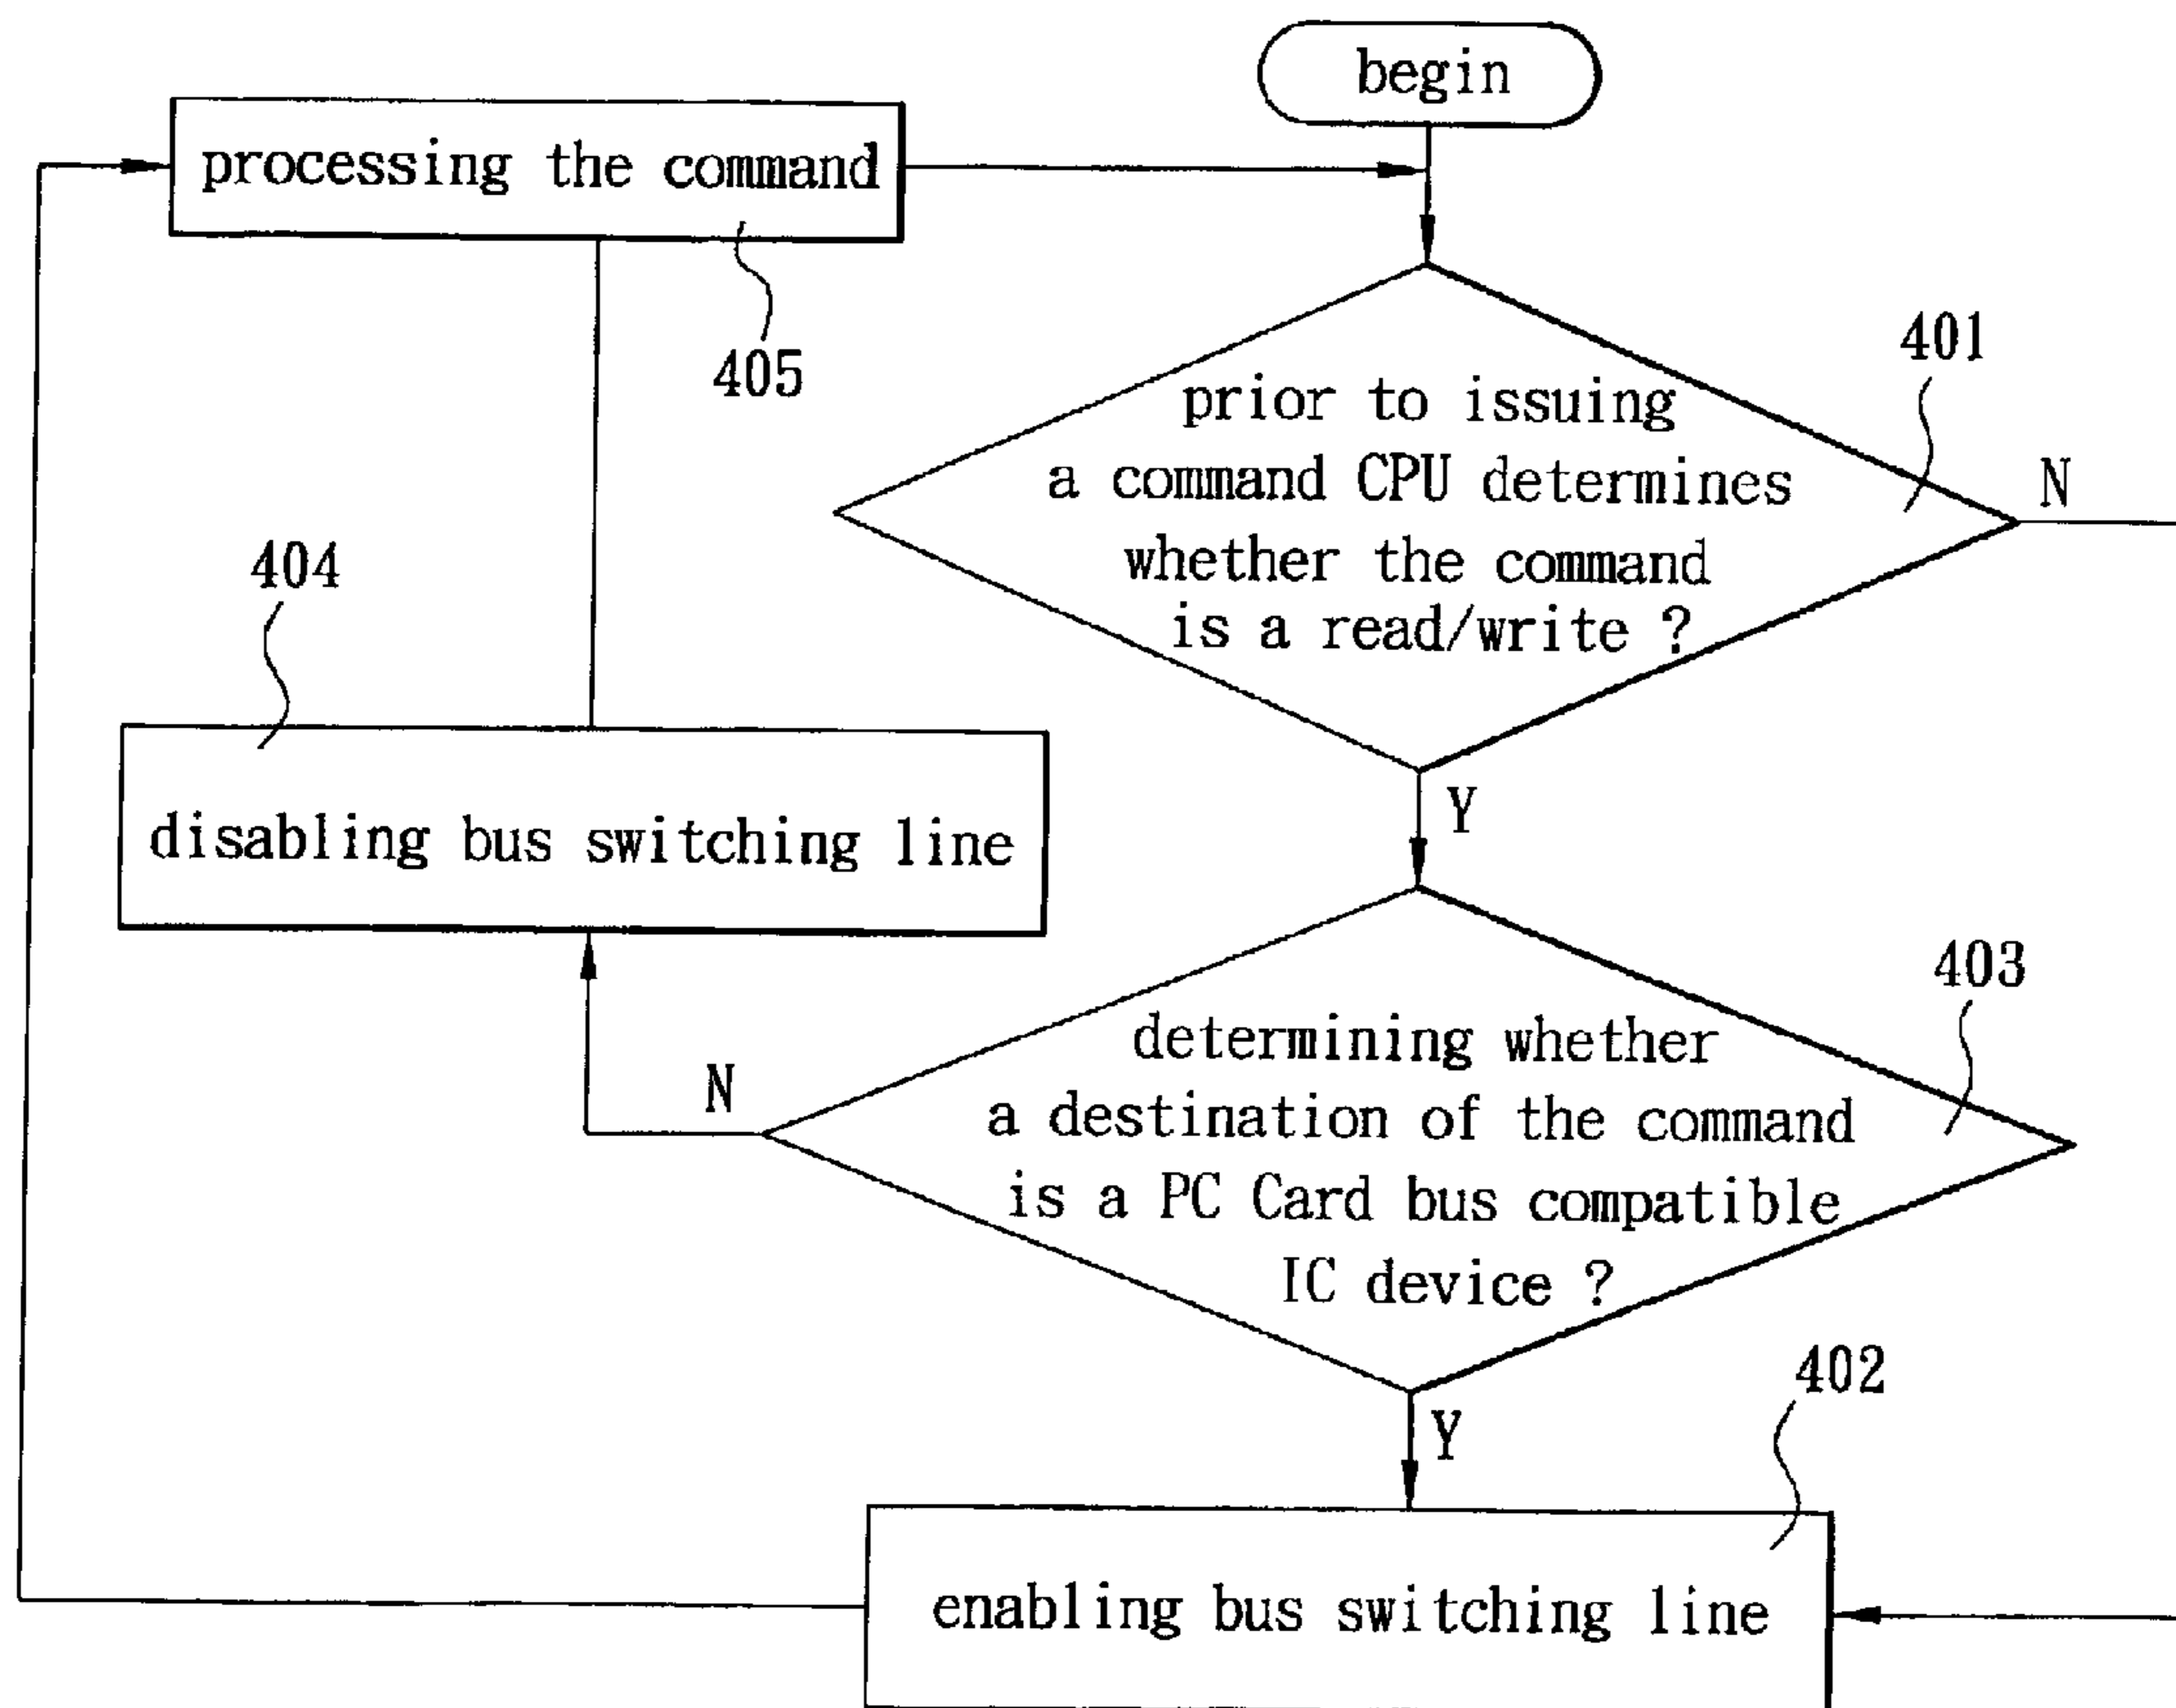 begin
processing the command
405
401
prior to issuing
a command CPU determines
whether the command
is a read/write ?
N
Y
404
disabling bus switching line
403
determining whether
a destination of the command
is a PC Card bus compatible
IC device ?
N
Y
402
enabling bus switching line